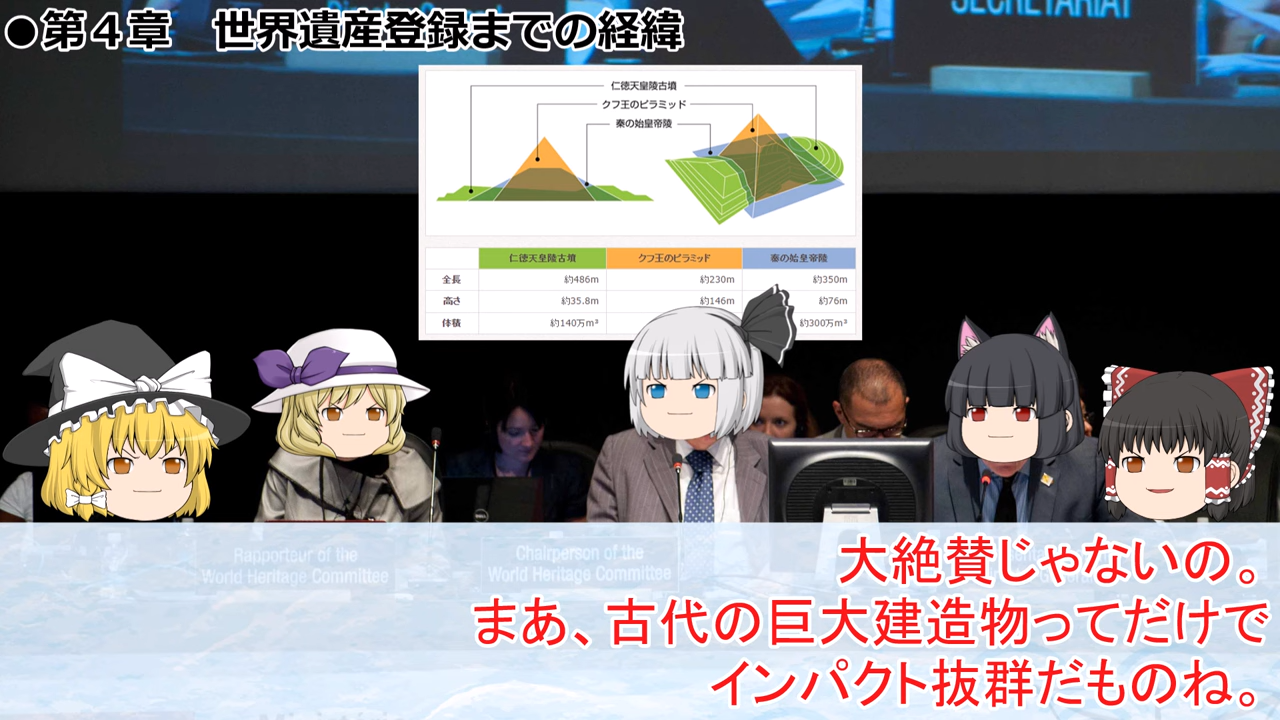 ●第４章　世界遺産登録までの経緯
SECRETARIAT
仁徳天皇陵古墳
クフ王のピラミッド
秦の始皇帝陵
仁徳天皇陵古墳 クフ王のピラミッド 秦の始皇帝陵
全長 約486m 約230m 約350m
高さ 約35.8m 約146m 約76m
体積 約140万m³ 約300万m³
Rapporteur of the
World Heritage Committee
Chairperson of the
World Heritage Committee
大絶賛じゃないの。
まあ、古代の巨大建造物ってだけで
インパクト抜群だものね。